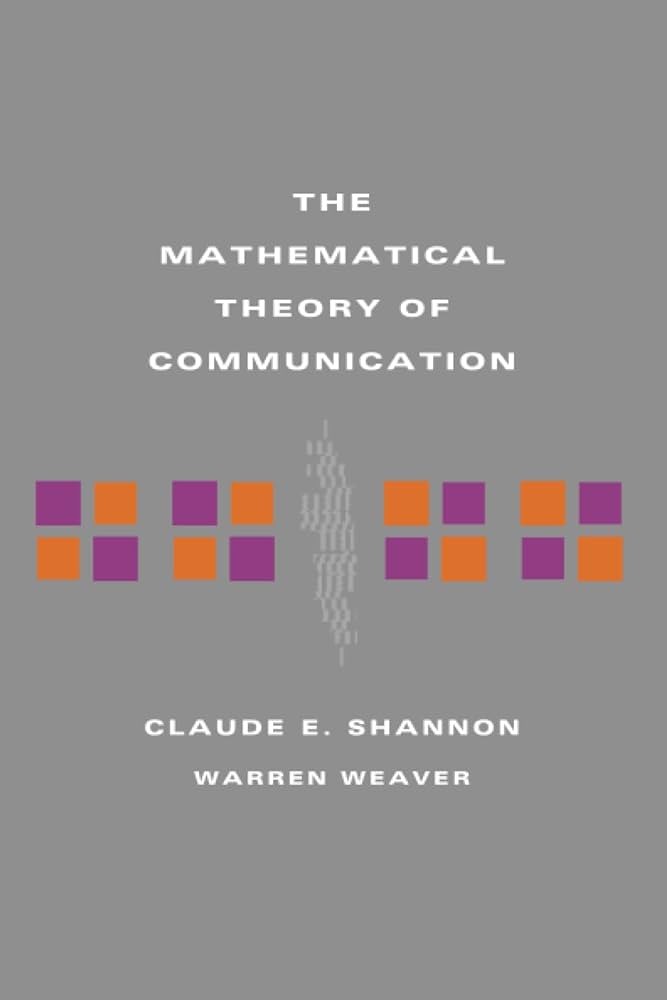 THE
MATHEMATICAL
THEORY OF
COMMUNICATION
CLAUDE E. SHANNON
WARREN WEAVER